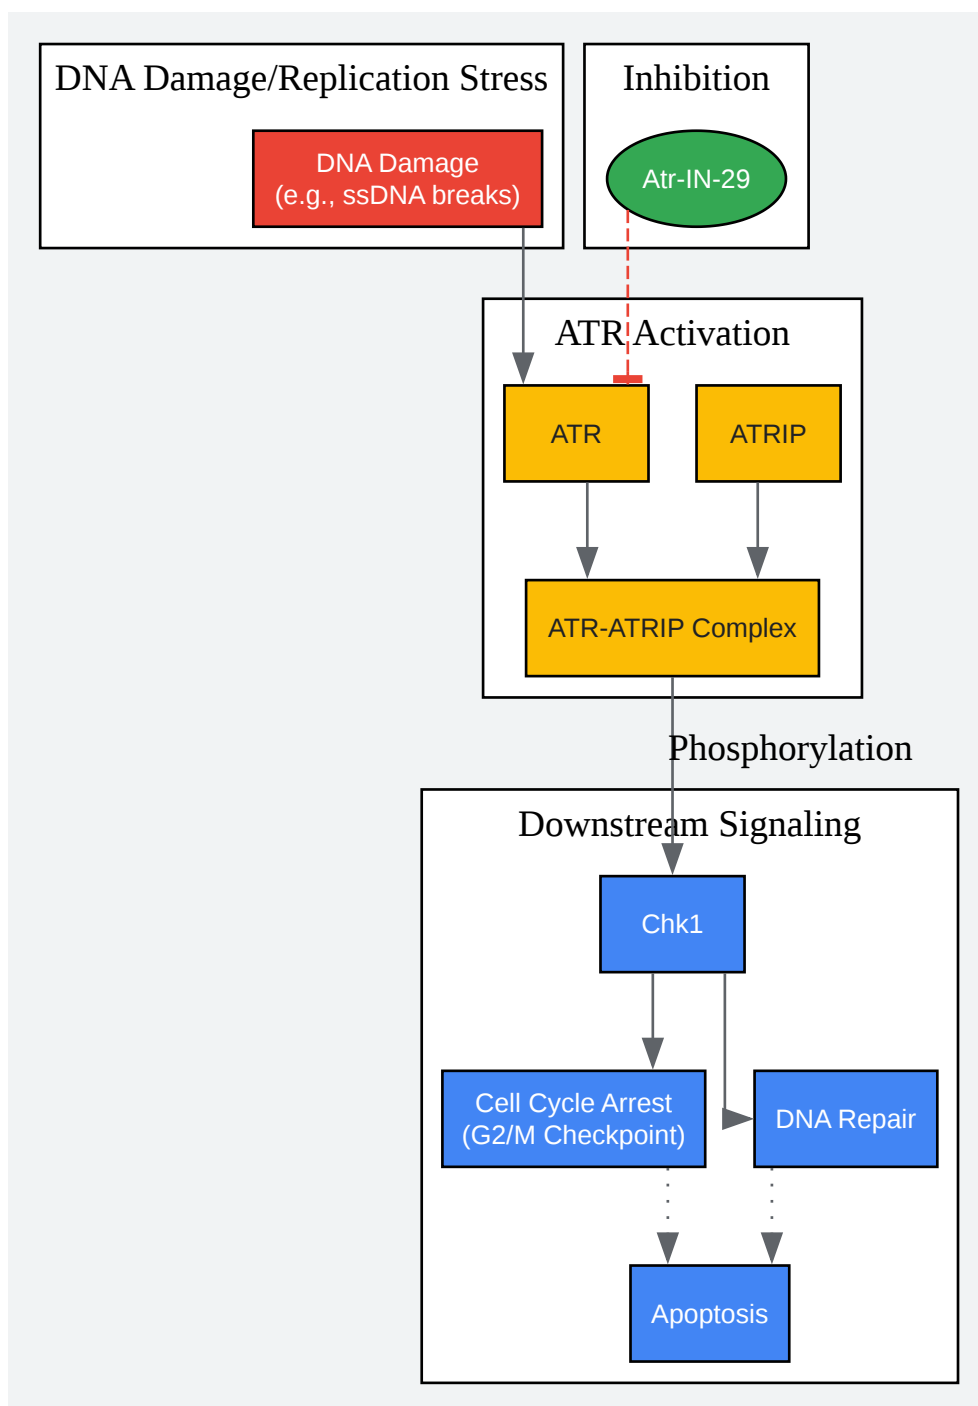 DNA Damage/Replication Stress
DNA Damage
(e.g., ssDNA breaks)
Inhibition
Atr-IN-29
ATR Activation
ATR
ATRIP
ATR-ATRIP Complex
Phosphorylation
Downstream Signaling
Chk1
Cell Cycle Arrest
(G2/M Checkpoint)
DNA Repair
Apoptosis